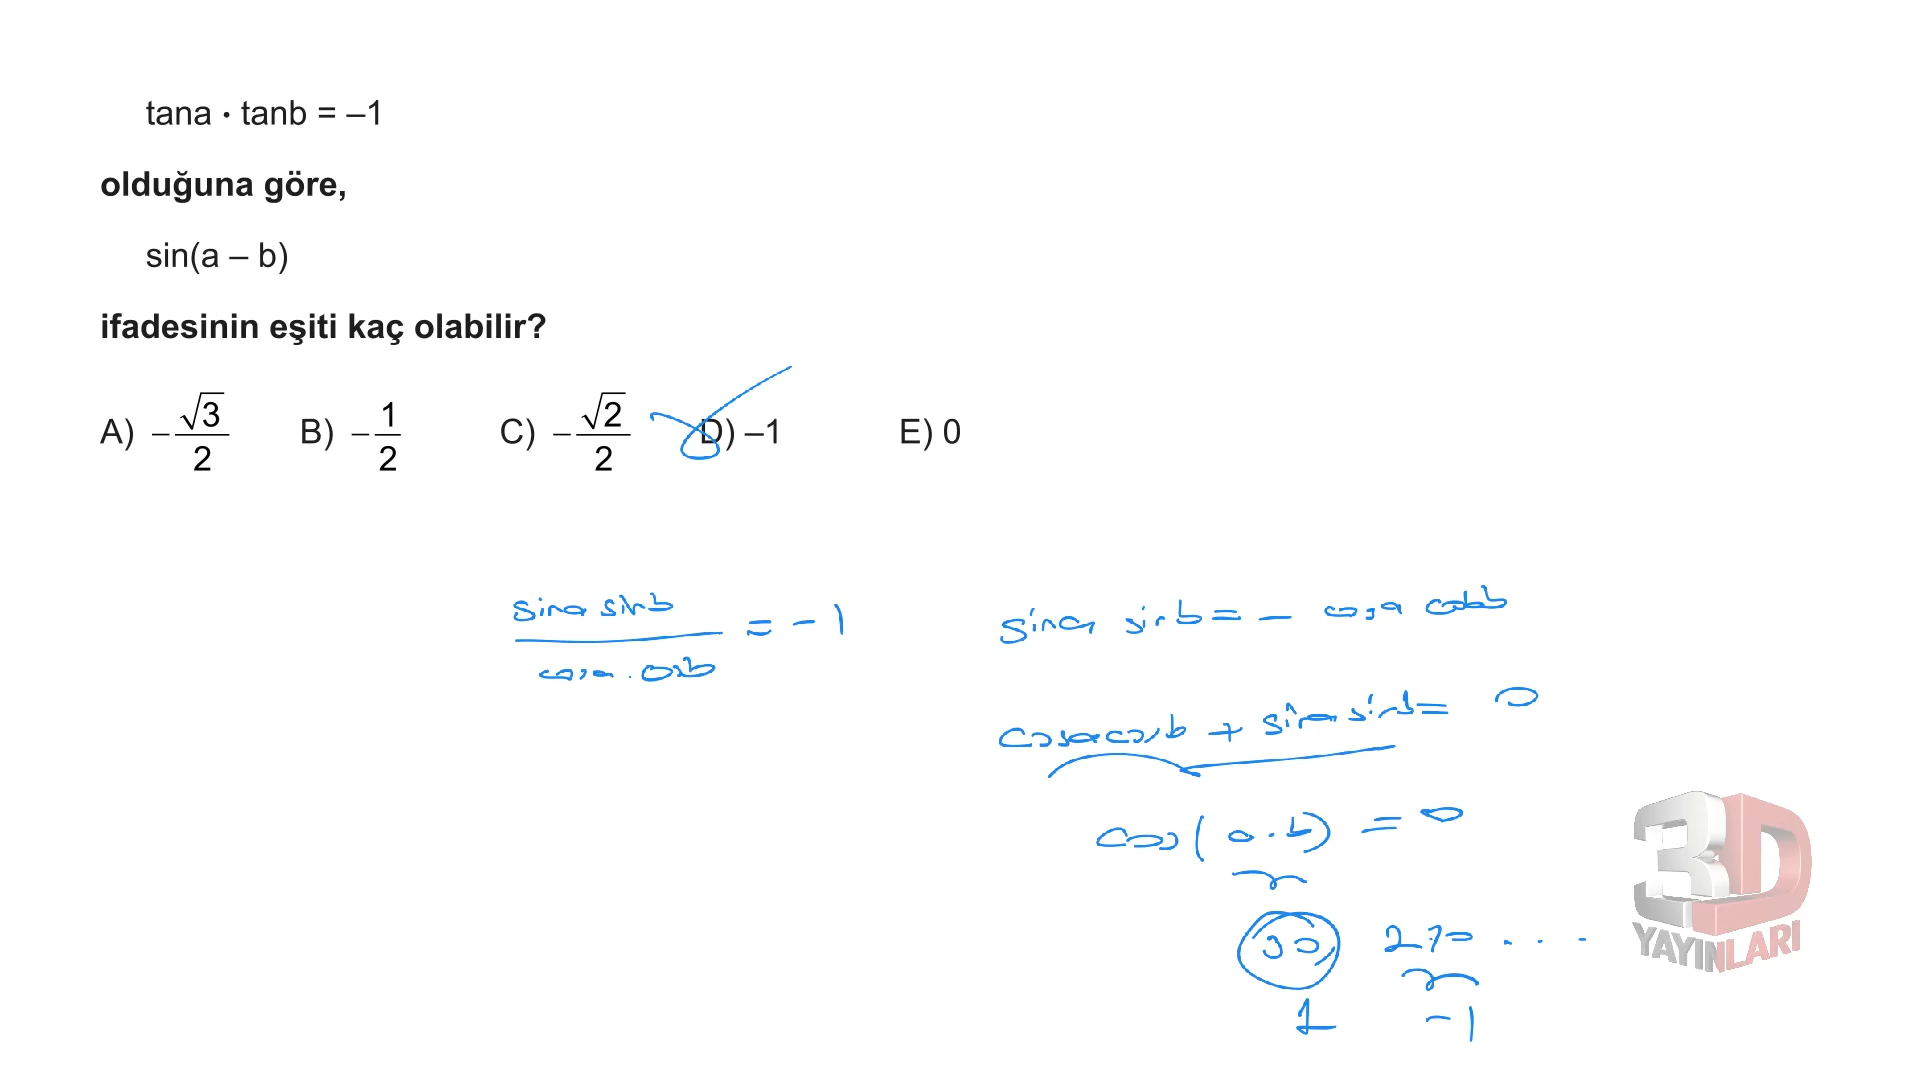 tana · tanb = –1
olduğuna göre,
sin(a – b)
ifadesinin eşiti kaç olabilir?
A) –√3/2 B) –1/2 C) –√2/2 D) –1 E) 0
sina sinb / cosa . cosb = – 1
sina sinb = – cosa cosb
cosacosb + sina sinb = 0
cos(a-b) = 0
90 270 . . .
1 –1
3D
YAYINLARI